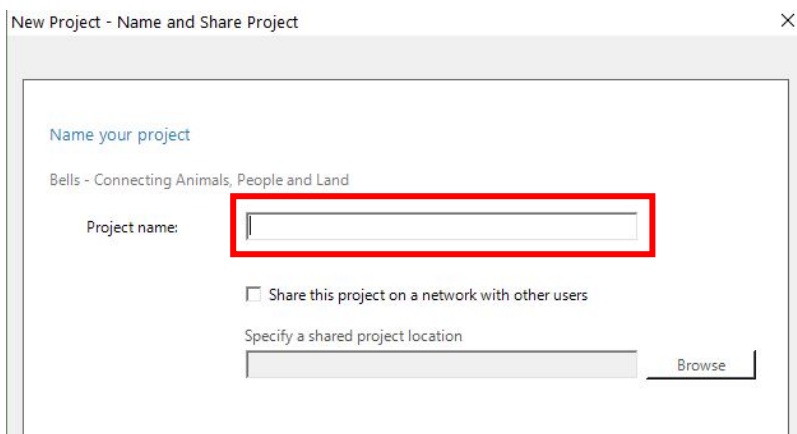 New Project - Name and Share Project
Name your project
Bells - Connecting Animals, People and Land
Project name:
Share this project on a network with other users
Specify a shared project location
Browse